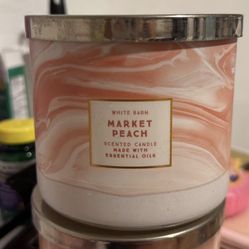 WHITE BARN
MARKET
PEACH
SCENTED CANDLE
MADE WITH
ESSENTIAL OILS